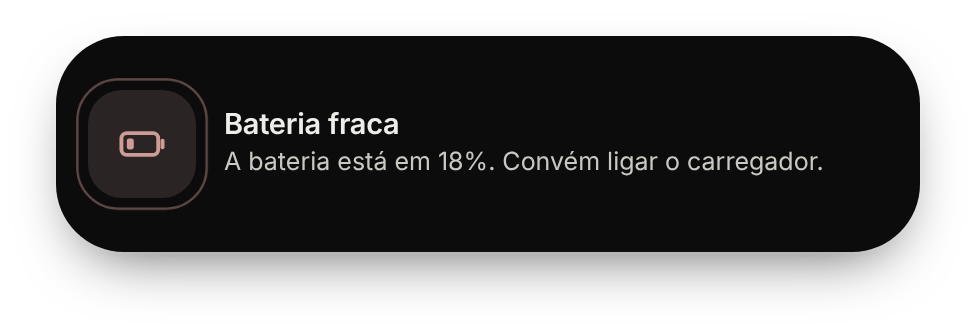 Bateria fraca
A bateria está em 18%. Convém ligar o carregador.